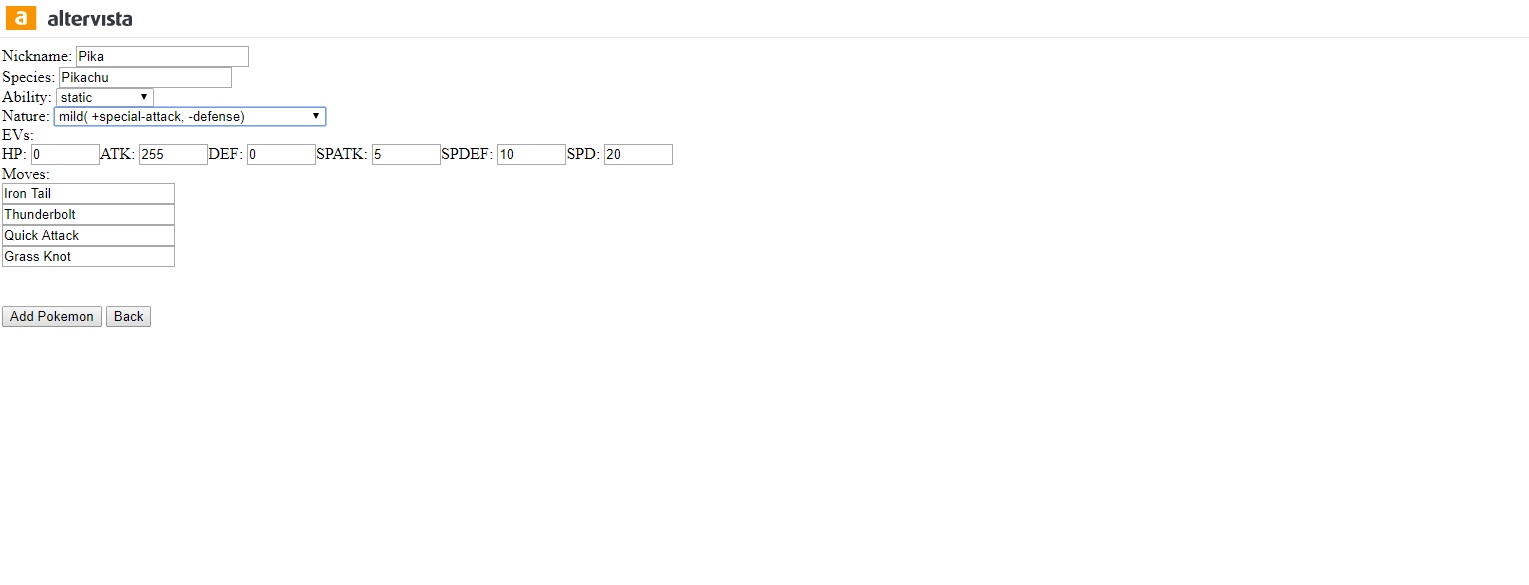 a altervista
Nickname: Pika
Species: Pikachu
Ability: static
Nature: mild( +special-attack, -defense)
EVs:
HP: 0 ATK: 255 DEF: 0 SPATK: 5 SPDEF: 10 SPD: 20
Moves:
Iron Tail
Thunderbolt
Quick Attack
Grass Knot
Add Pokemon Back